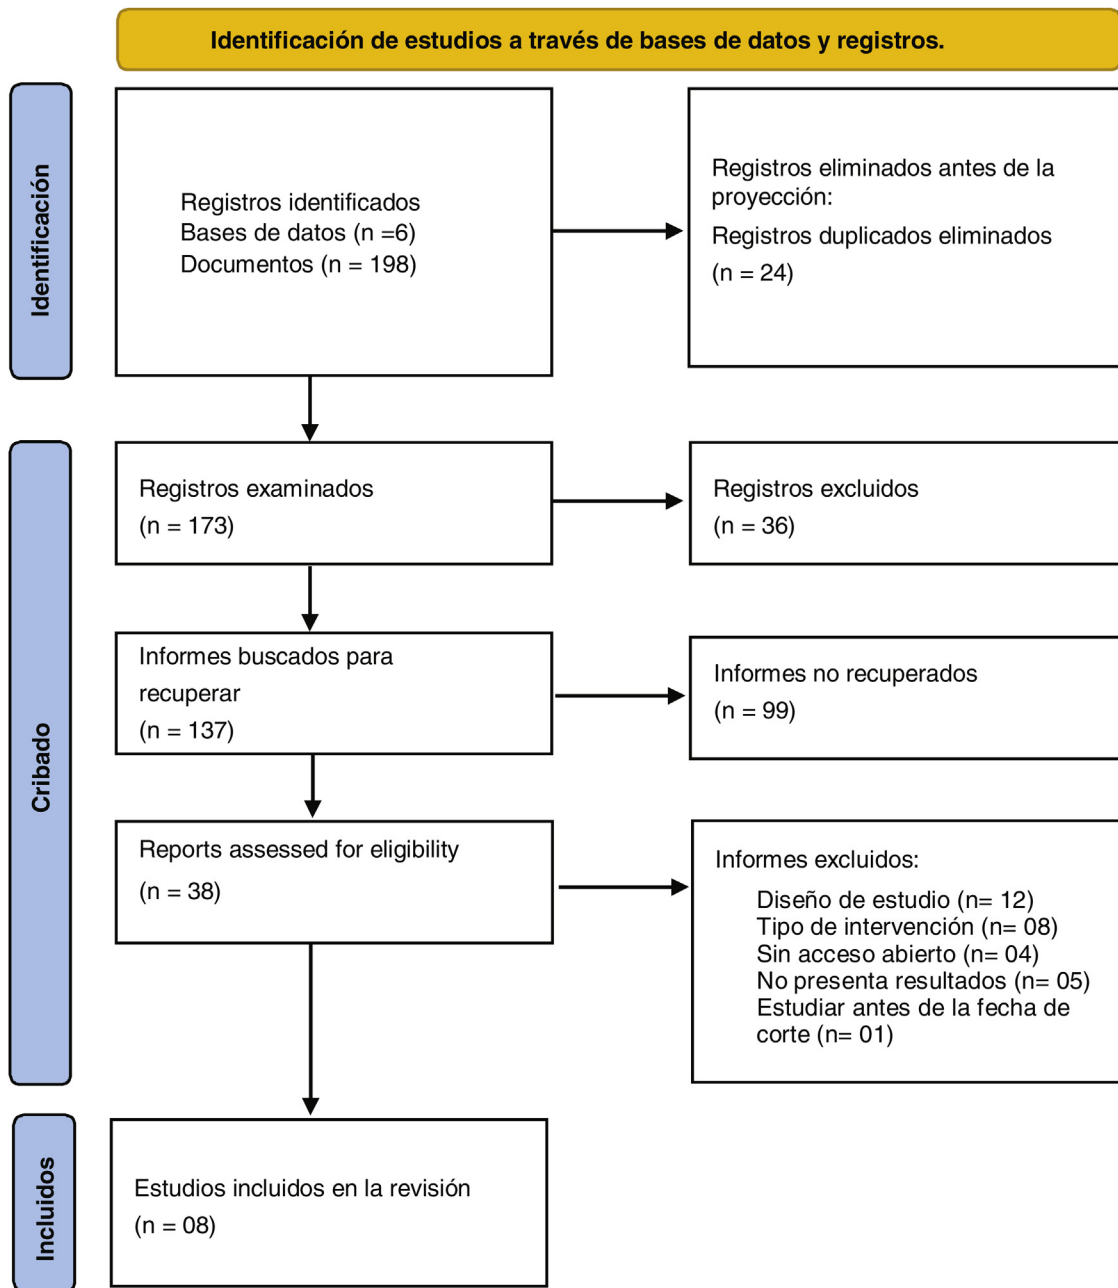 Identificación de estudios a través de bases de datos y registros.
Identificación
Registros identificados
Bases de datos (n =6)
Documentos (n = 198)
Registros eliminados antes de la
proyección:
Registros duplicados eliminados
(n = 24)
Cribado
Registros examinados
(n = 173)
Registros excluidos
(n = 36)
Informes buscados para
recuperar
(n = 137)
Informes no recuperados
(n = 99)
Reports assessed for eligibility
(n = 38)
Informes excluidos:
Diseño de estudio (n= 12)
Tipo de intervención (n= 08)
Sin acceso abierto (n= 04)
No presenta resultados (n= 05)
Estudiar antes de la fecha de
corte (n= 01)
Incluidos
Estudios incluidos en la revisión
(n = 08)